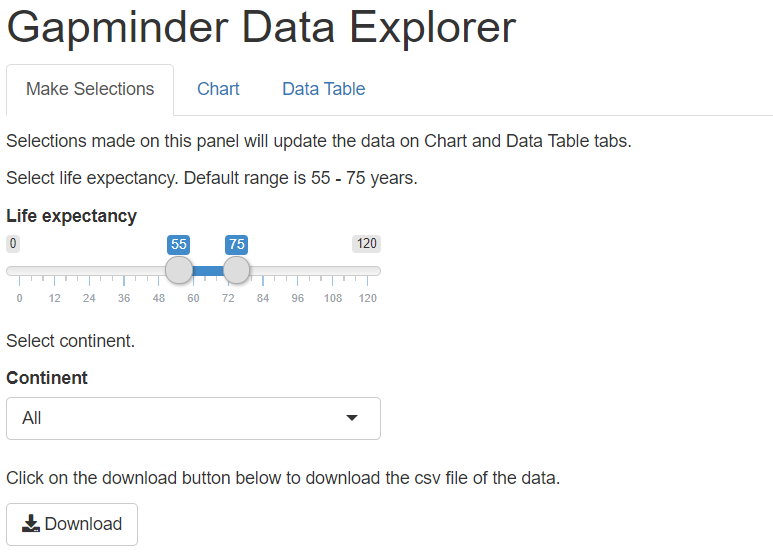 Gapminder Data Explorer
Make Selections Chart Data Table
Selections made on this panel will update the data on Chart and Data Table tabs.
Select life expectancy. Default range is 55 - 75 years.
Life expectancy
0 55 75 120
0 12 24 36 48 60 72 84 96 108 120
Select continent.
Continent
All
Click on the download button below to download the csv file of the data.
Download